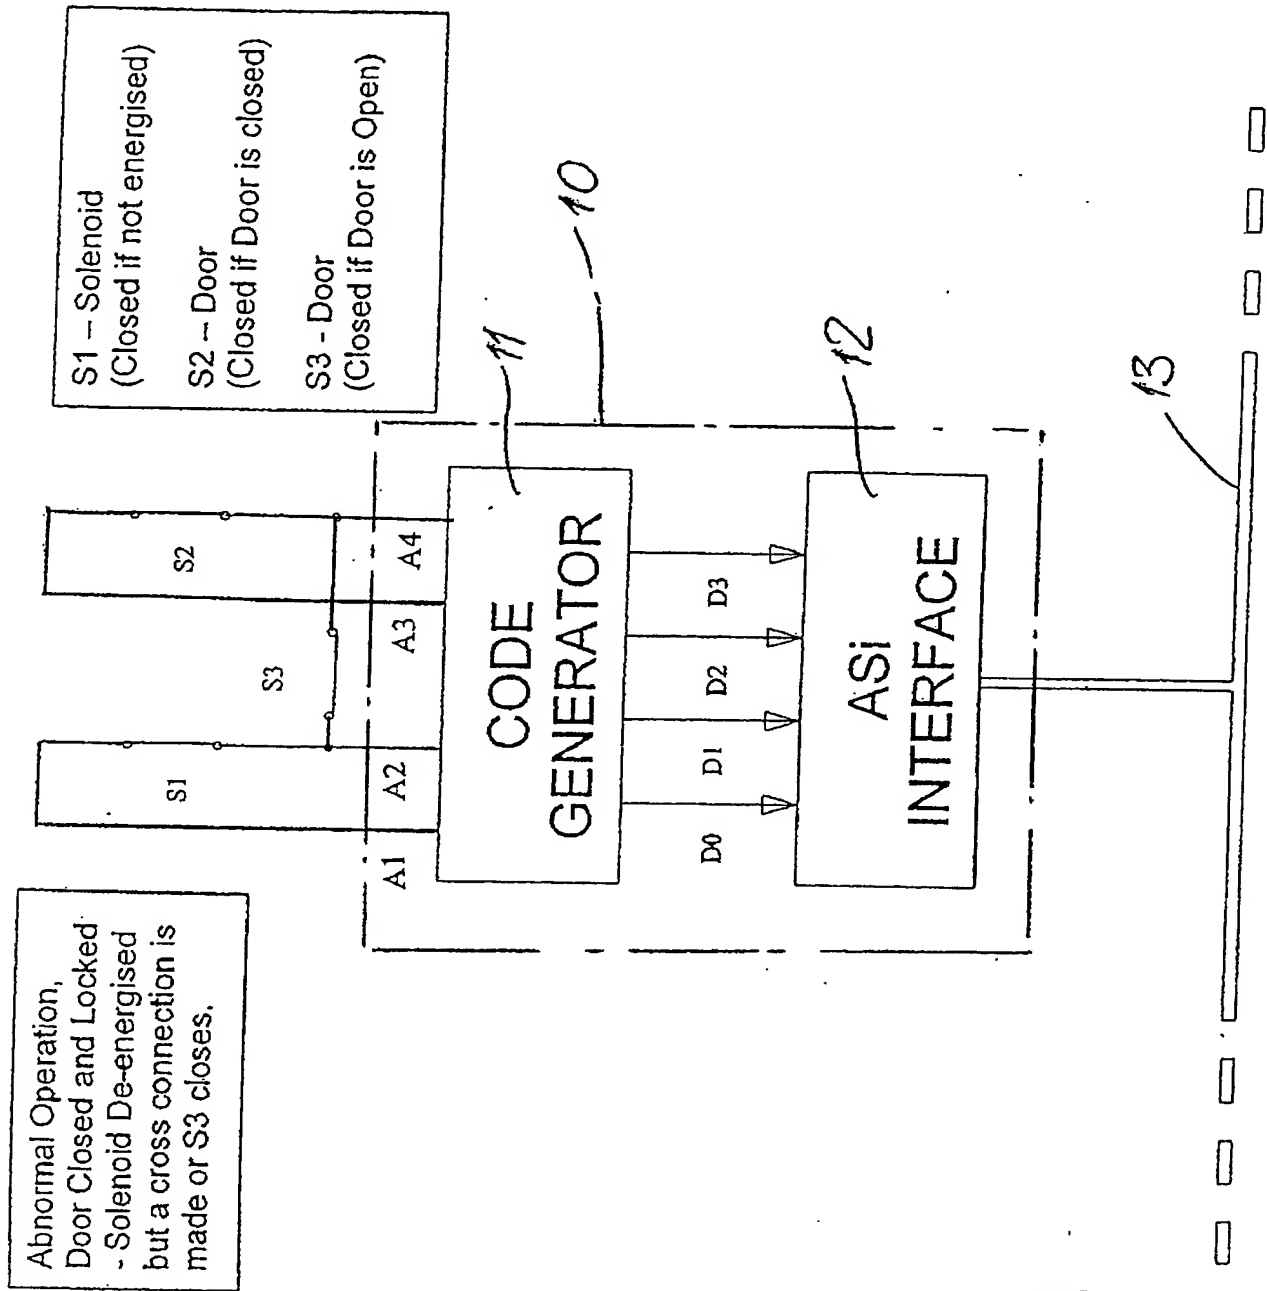 Abnormal Operation,
Door Closed and Locked
- Solenoid De-energised
but a cross connection is
made or S3 closes.
S1 – Solenoid
(Closed if not energised)
S2 – Door
(Closed if Door is closed)
S3 - Door
(Closed if Door is Open)
S1
S3
S2
A1
A2
A3
A4
10
CODE
GENERATOR
11
D0
D1
D2
D3
ASi
INTERFACE
12
13